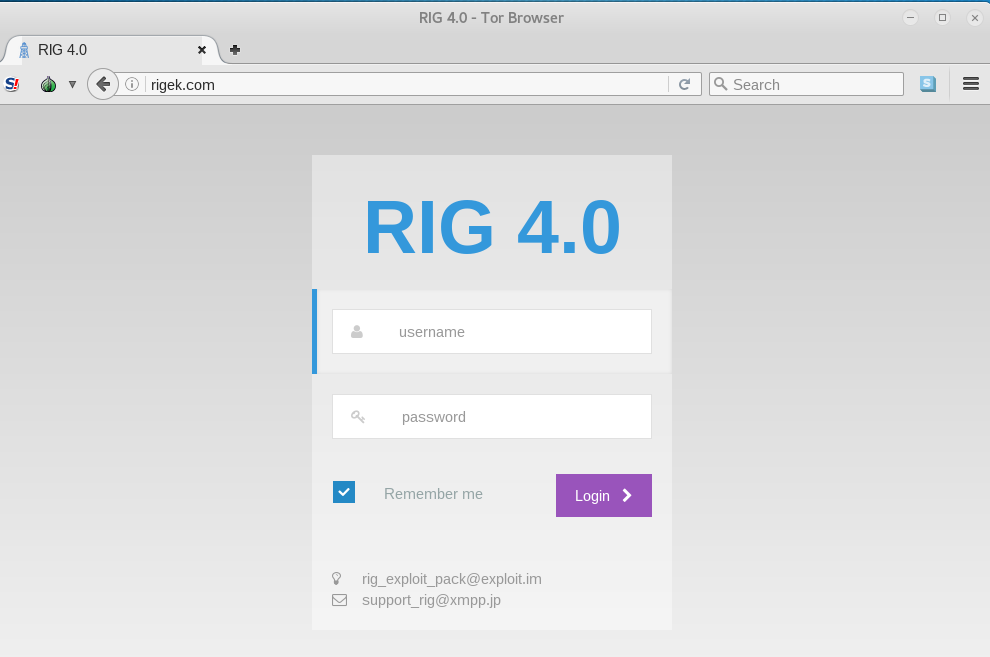 RIG 4.0 - Tor Browser
RIG 4.0
S!
rigek.com
Search
S
RIG 4.0
username
password
Remember me
Login
rig_exploit_pack@exploit.im
support_rig@xmpp.jp